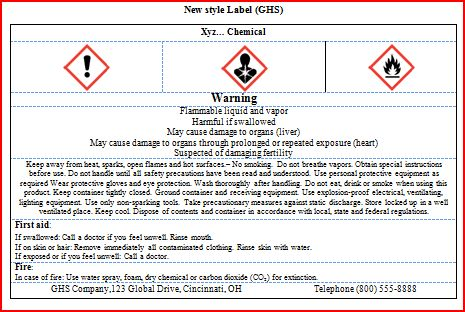 New style Label (GHS)
Xyz... Chemical
Warning
Flammable liquid and vapor
Harmful if swallowed
May cause damage to organs (liver)
May cause damage to organs through prolonged or repeated exposure (heart)
Suspected of damaging fertility
Keep away from heat, sparks, open flames and hot surfaces – No smoking. Do not breathe vapors. Obtain special instructions
before use. Do not handle until all safety precautions have been read and understood. Use personal protective equipment as
required Wear protective gloves and eye protection. Wash thoroughly after handling. Do not eat, drink or smoke when using this
product. Keep container tightly closed. Ground container and receiving equipment. Use explosion-proof electrical, ventilating,
lighting equipment. Use only non-sparking tools. Take precautionary measures against static discharge. Store locked up in a well
ventilated place. Keep cool. Dispose of contents and container in accordance with local, state and federal regulations.
First aid:
If swallowed: Call a doctor if you feel unwell. Rinse mouth.
If on skin or hair: Remove immediately all contaminated clothing. Rinse skin with water.
If exposed or if you feel unwell: Call a doctor.
Fire:
In case of fire: Use water spray, foam, dry chemical or carbon dioxide (CO₂) for extinction.
GHS Company,123 Global Drive, Cincinnati, OH Telephone (800) 555-8888